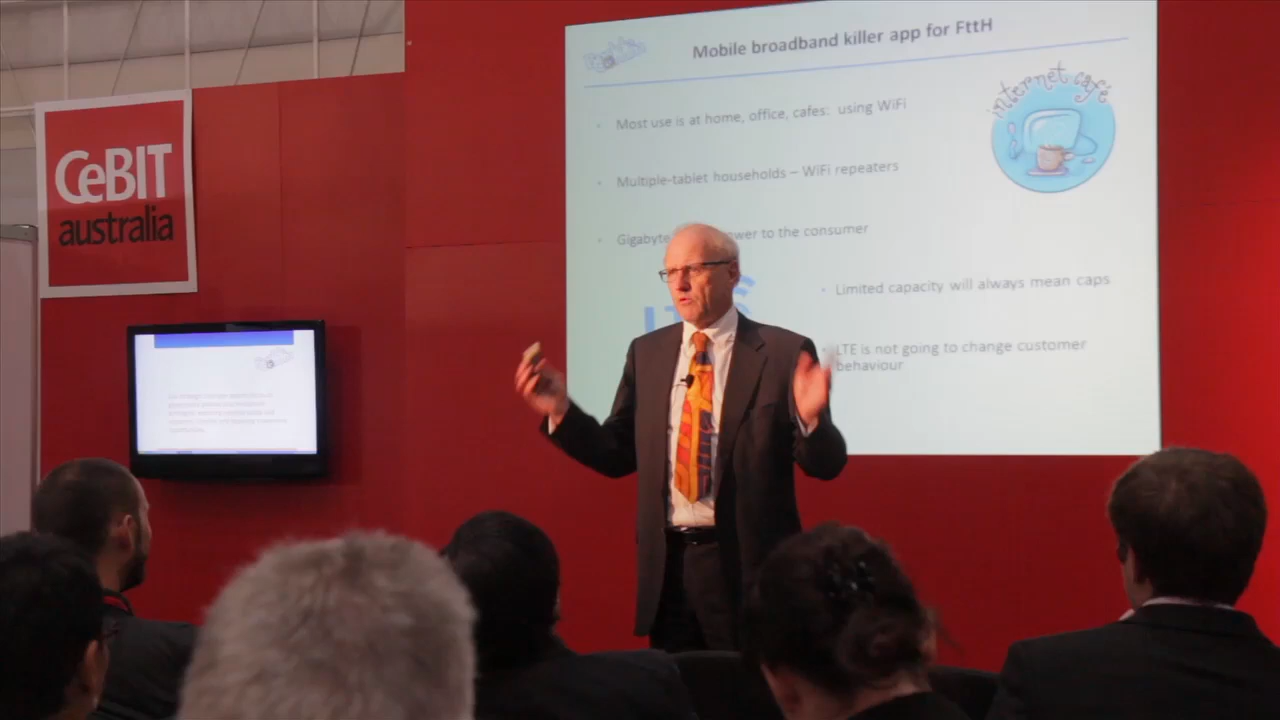 Mobile broadband killer app for FttH
internet café
Most use is at home, office, cafes: using WiFi
Multiple-tablet households – WiFi repeaters
Gigabyte
to the consumer
Limited capacity will always mean caps
LTE is not going to change customer
behaviour
CeBIT
australia